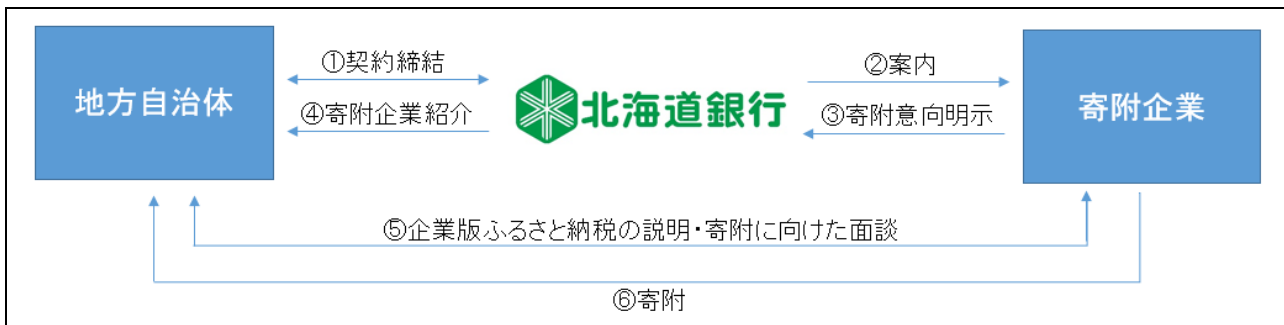 地方自治体
①契約締結
④寄附企業紹介
北海道銀行
②案内
③寄附意向明示
寄附企業
⑤企業版ふるさと納税の説明・寄附に向けた面談
⑥寄附